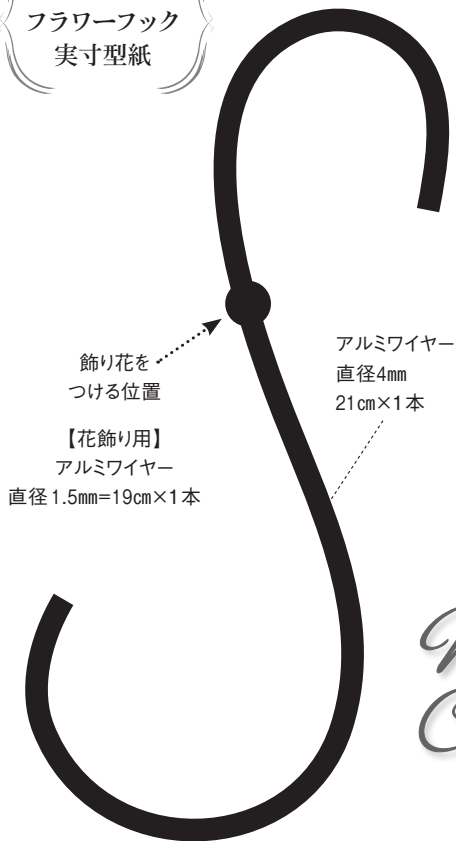 フラワーフック
実寸型紙
飾り花を
つける位置
【花飾り用】
アルミワイヤー
直径1.5mm=19cm×1本
アルミワイヤー
直径4mm
21cm×1本